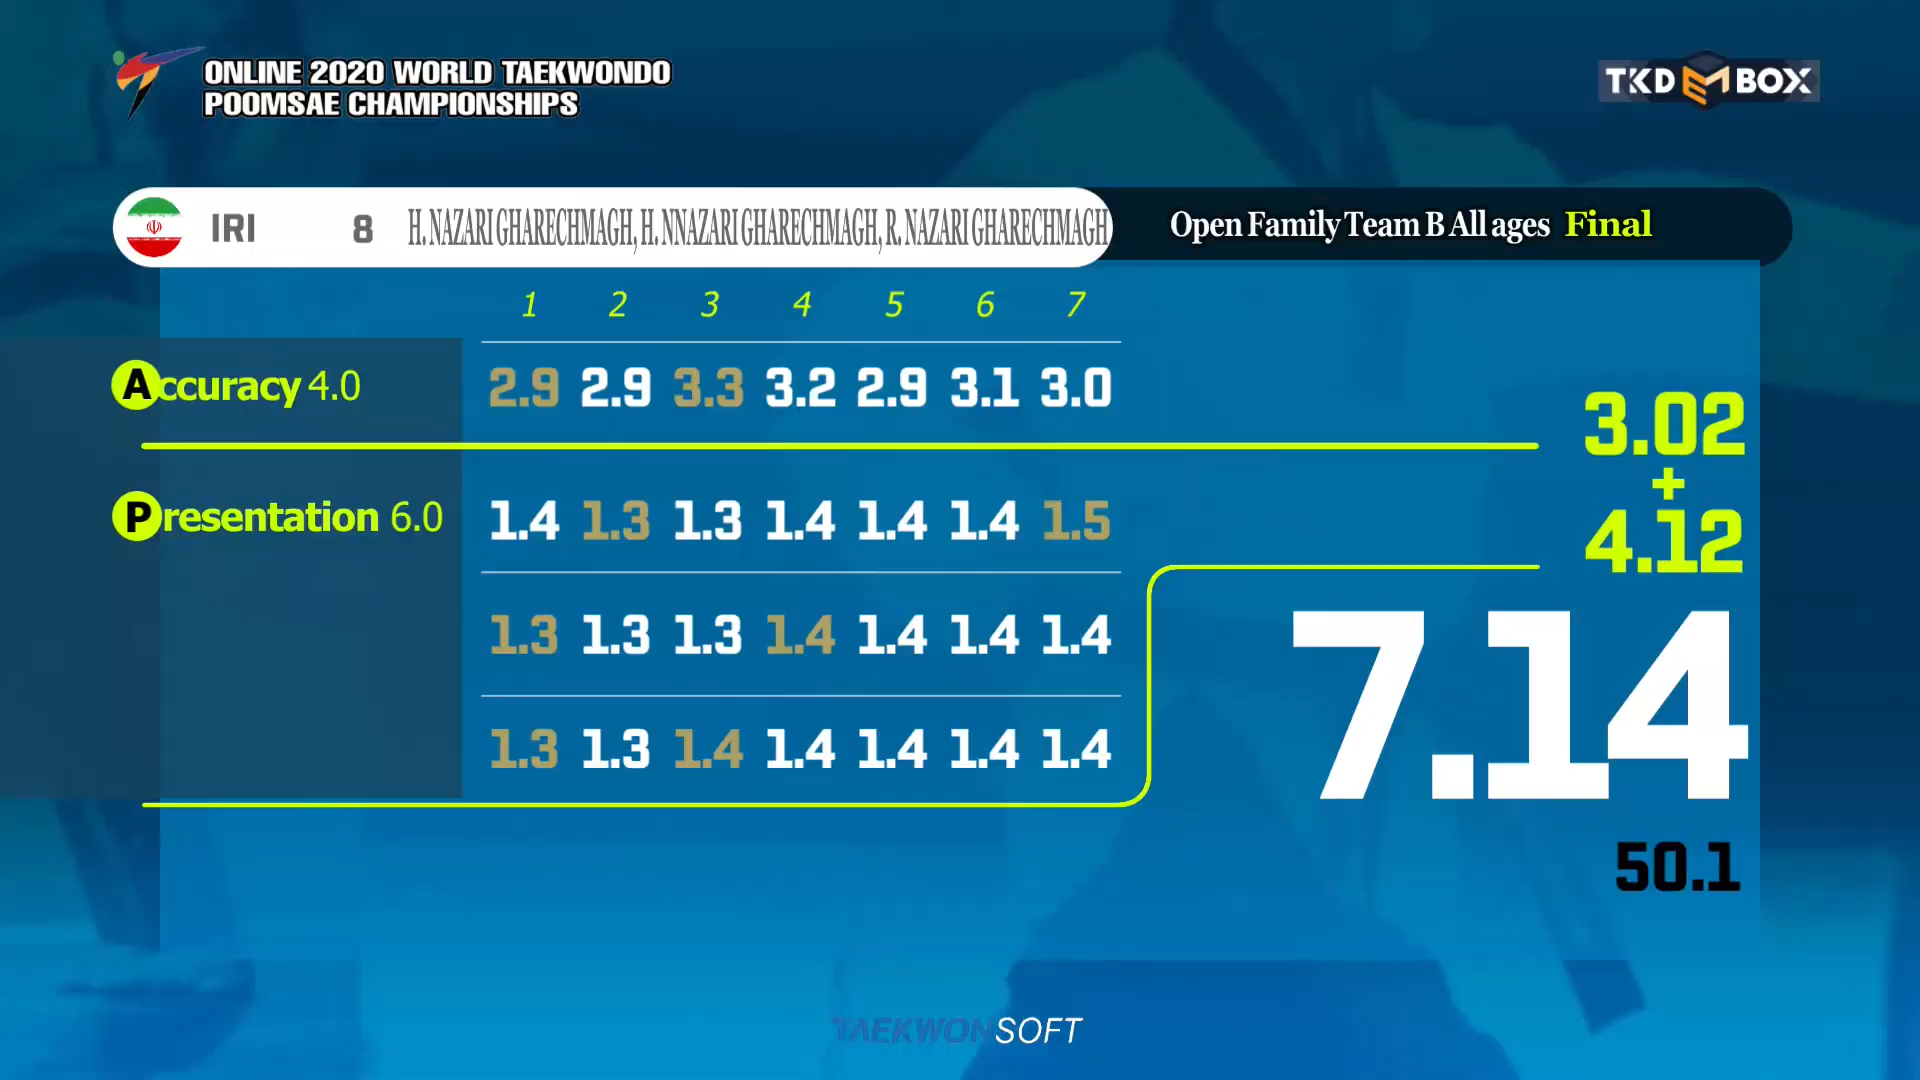 ONLINE 2020 WORLD TAEKWONDO
POOMSAE CHAMPIONSHIPS
TKD BOX
IRI 8 H. NAZARI GHARECHMAGH, H. NNAZARI GHARECHMAGH, R. NAZARI GHARECHMAGH
Open Family Team B All ages Final
1 2 3 4 5 6 7
Accuracy 4.0 2.9 2.9 3.3 3.2 2.9 3.1 3.0
3.02
+
Presentation 6.0 1.4 1.3 1.3 1.4 1.4 1.4 1.5
4.12
1.3 1.3 1.3 1.4 1.4 1.4 1.4
7.14
1.3 1.3 1.4 1.4 1.4 1.4 1.4
50.1
TAEKWONSOFT